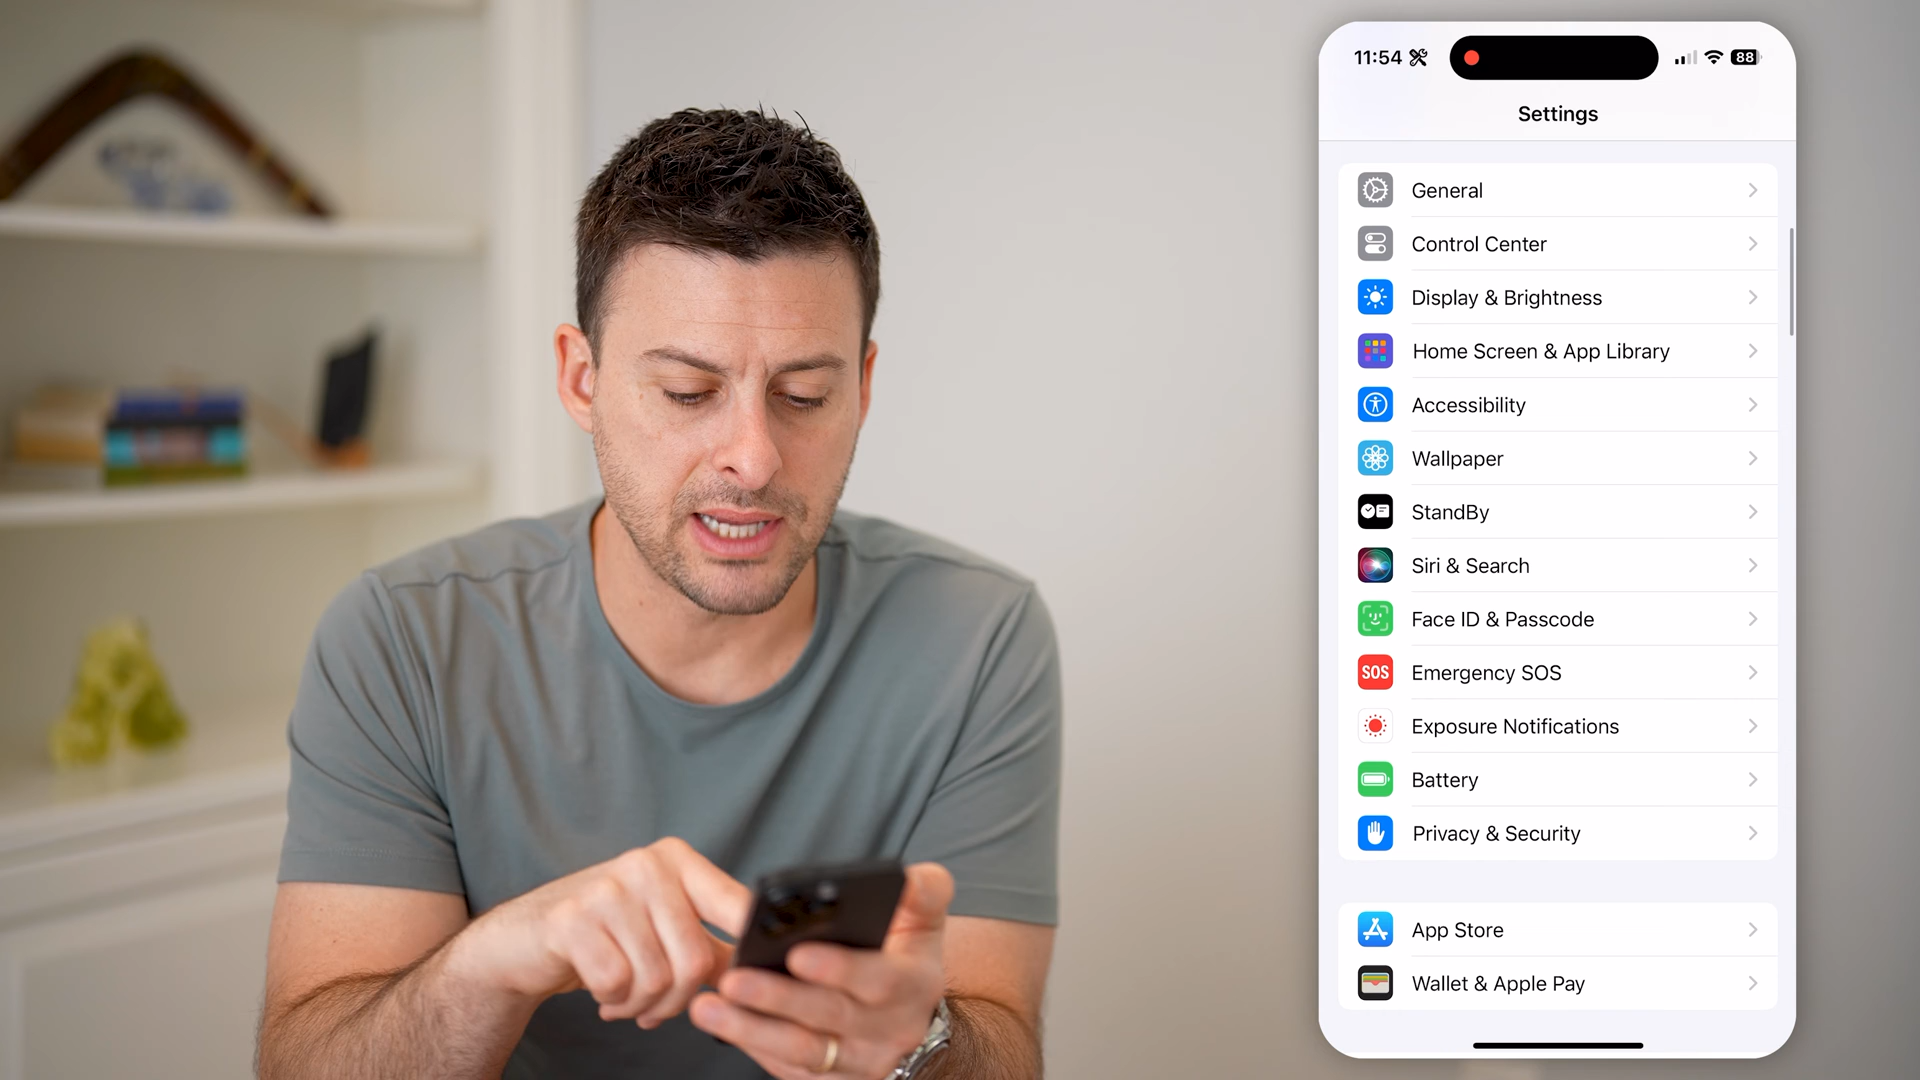 11:54
88
Settings
General
Control Center
Display & Brightness
Home Screen & App Library
Accessibility
Wallpaper
StandBy
Siri & Search
Face ID & Passcode
SOS
Emergency SOS
Exposure Notifications
Battery
Privacy & Security
App Store
Wallet & Apple Pay